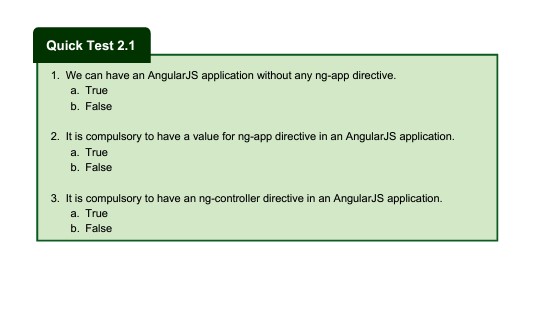 Quick Test 2.1
1. We can have an AngularJS application without any ng-app directive.
a. True
b. False
2. It is compulsory to have a value for ng-app directive in an AngularJS application.
a. True
b. False
3. It is compulsory to have an ng-controller directive in an AngularJS application.
a. True
b. False